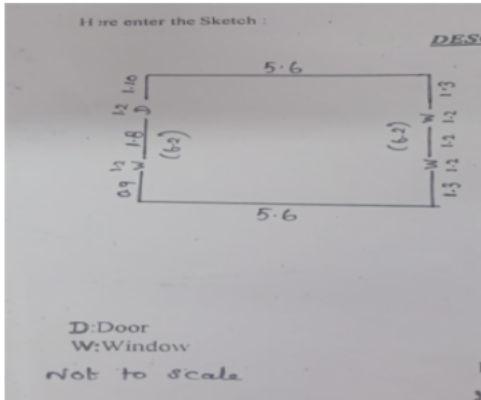 Here enter the Sketch :
DES
5.6
1.10
1.2
D
1.8
1.2
W
0.9
(6.2)
(6.2)
1.3
W
1.2
1.2
W
1.2
1.3
5.6
D:Door
W:Window
Not to scale